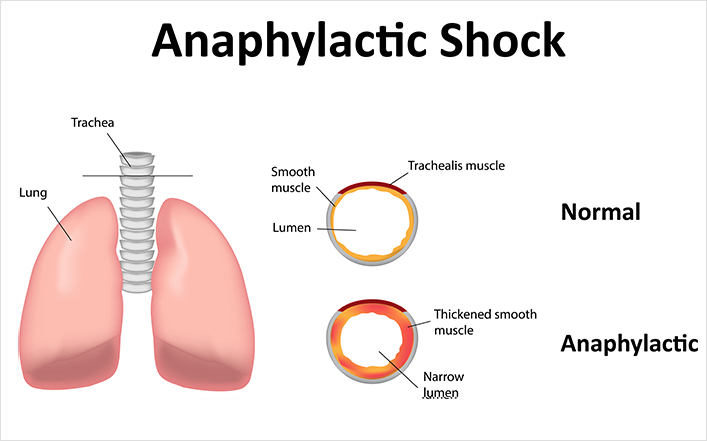 Anaphylactic Shock
Trachea
Lung
Smooth
muscle
Trachealis muscle
Lumen
Normal
Thickened smooth
muscle
Narrow
lumen
Anaphylactic